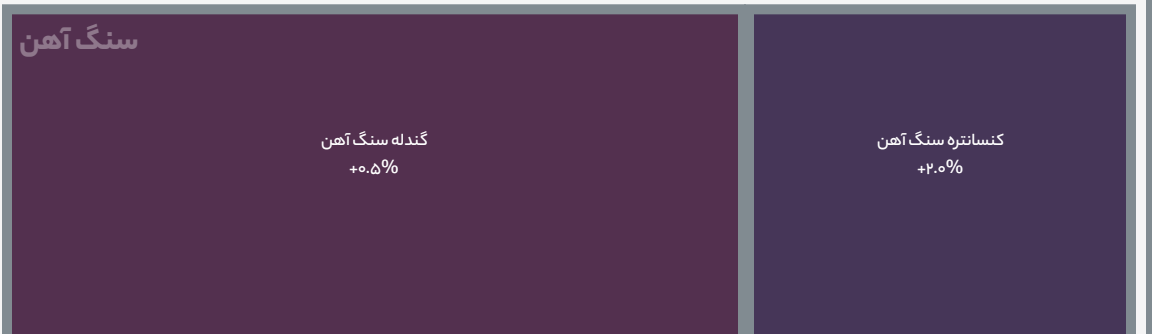 سنگ آهن
گندله سنگ آهن
+۰.۵%
کنسانتره سنگ آهن
+۲.۰%